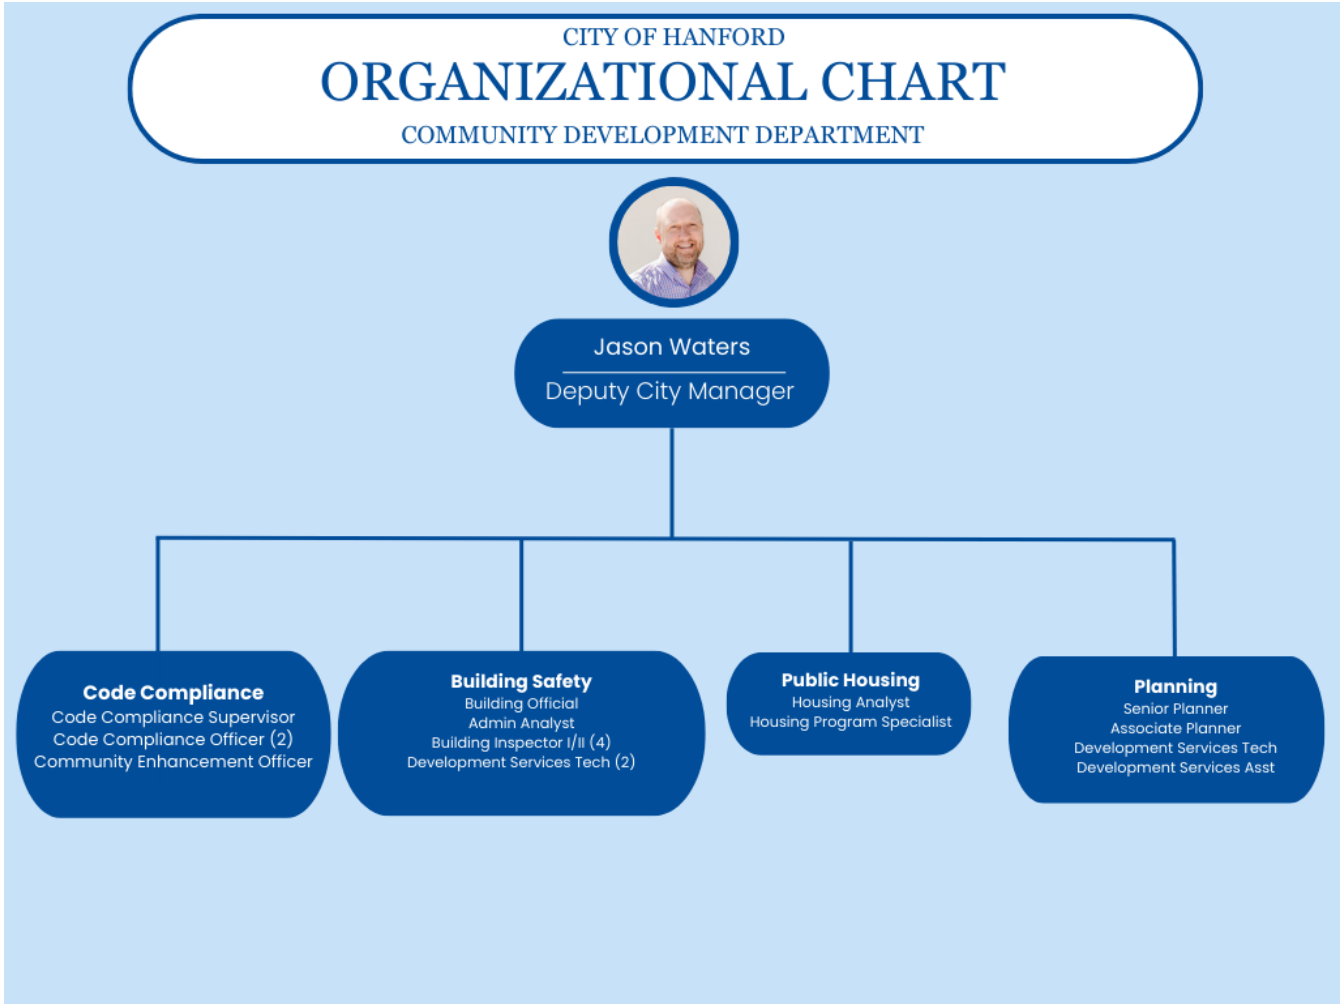 CITY OF HANFORD
ORGANIZATIONAL CHART
COMMUNITY DEVELOPMENT DEPARTMENT
Jason Waters
Deputy City Manager
Code Compliance
Code Compliance Supervisor
Code Compliance Officer (2)
Community Enhancement Officer
Building Safety
Building Official
Admin Analyst
Building Inspector I/II (4)
Development Services Tech (2)
Public Housing
Housing Analyst
Housing Program Specialist
Planning
Senior Planner
Associate Planner
Development Services Tech
Development Services Asst